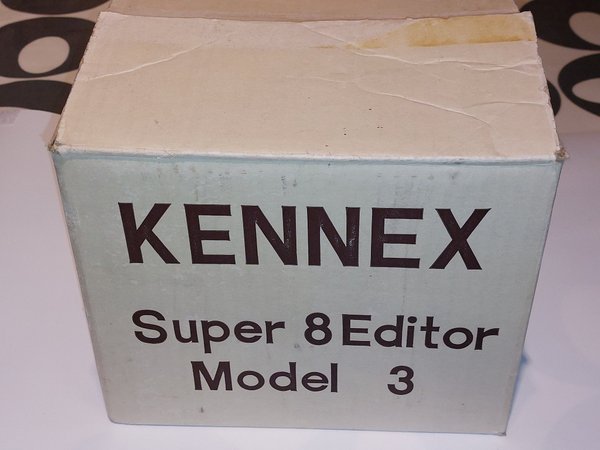 KENNEX
Super 8 Editor
Model 3